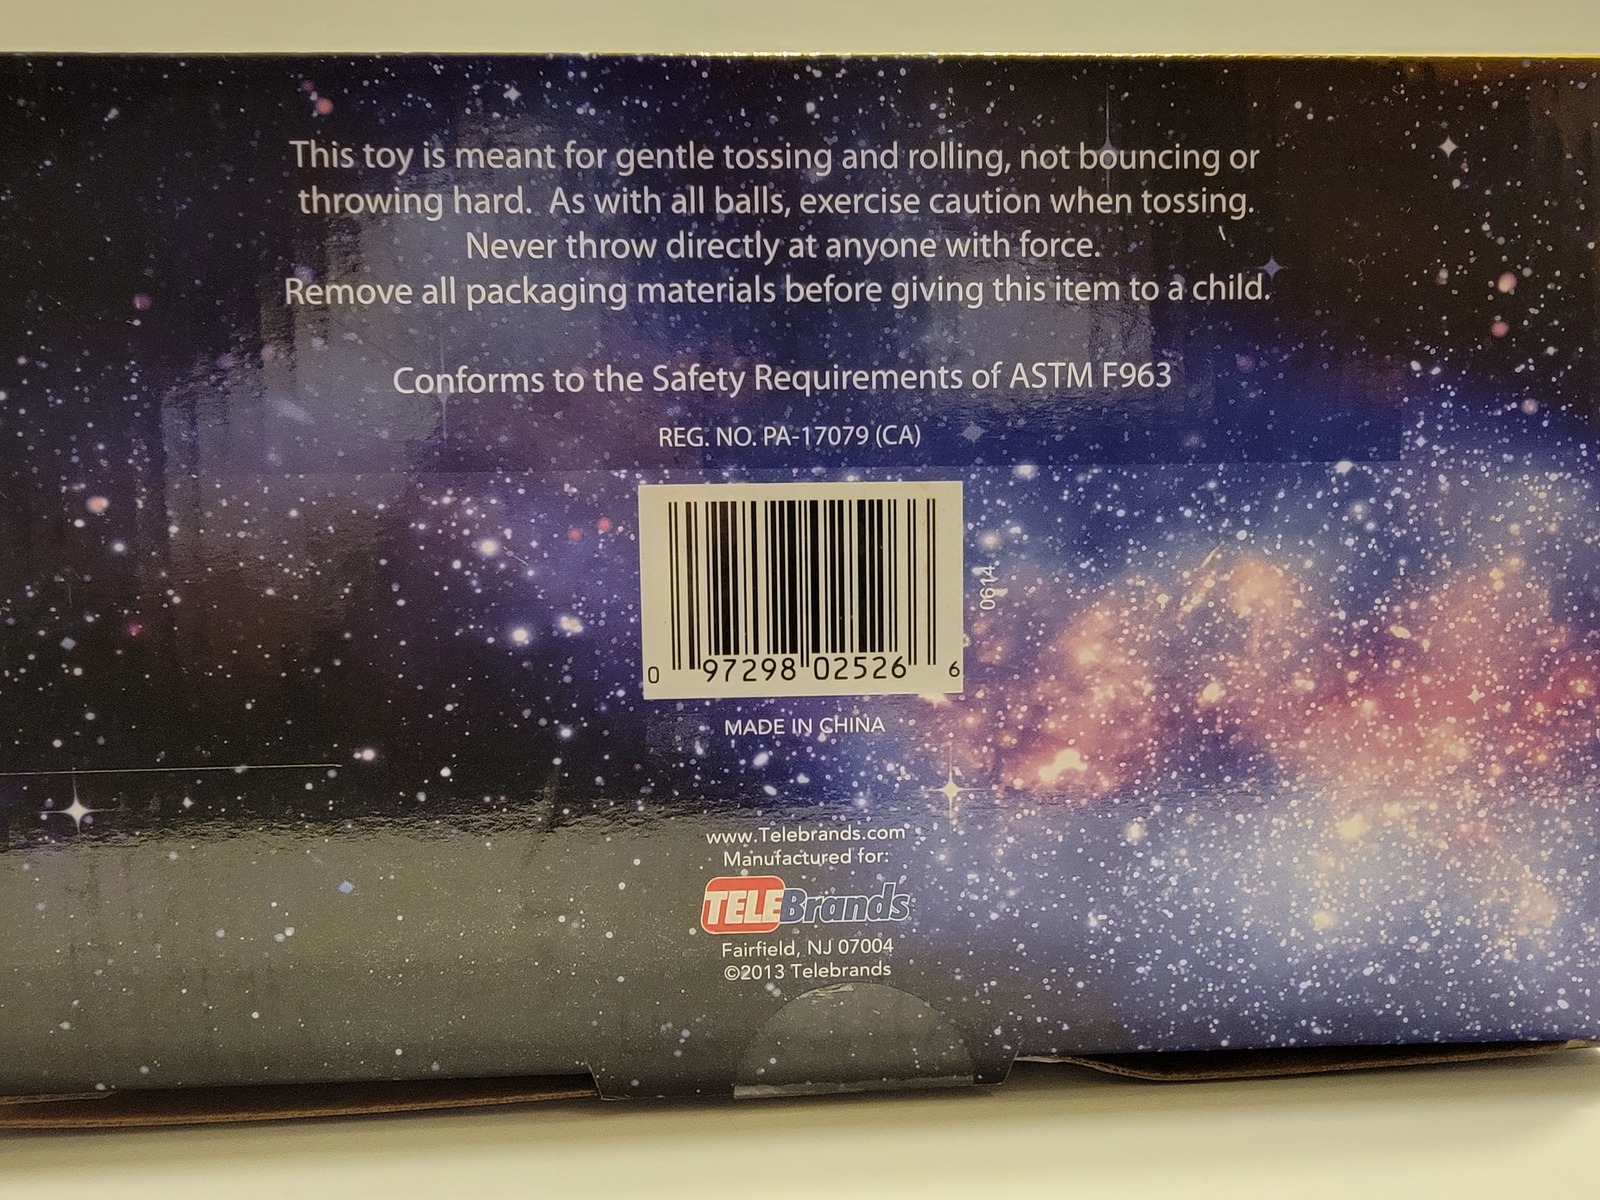 This toy is meant for gentle tossing and rolling, not bouncing or
throwing hard.  As with all balls, exercise caution when tossing.
Never throw directly at anyone with force.
Remove all packaging materials before giving this item to a child.
Conforms to the Safety Requirements of ASTM F963
REG. NO. PA-17079 (CA)
0614
0 97298 02526 6
MADE IN CHINA
www.Telebrands.com
Manufactured for:
TELEBrands
Fairfield, NJ 07004
©2013 Telebrands